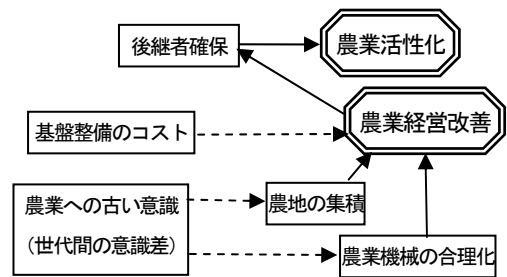 後継者確保
農業活性化
基盤整備のコスト
農業経営改善
農業への古い意識
(世代間の意識差)
農地の集積
農業機械の合理化